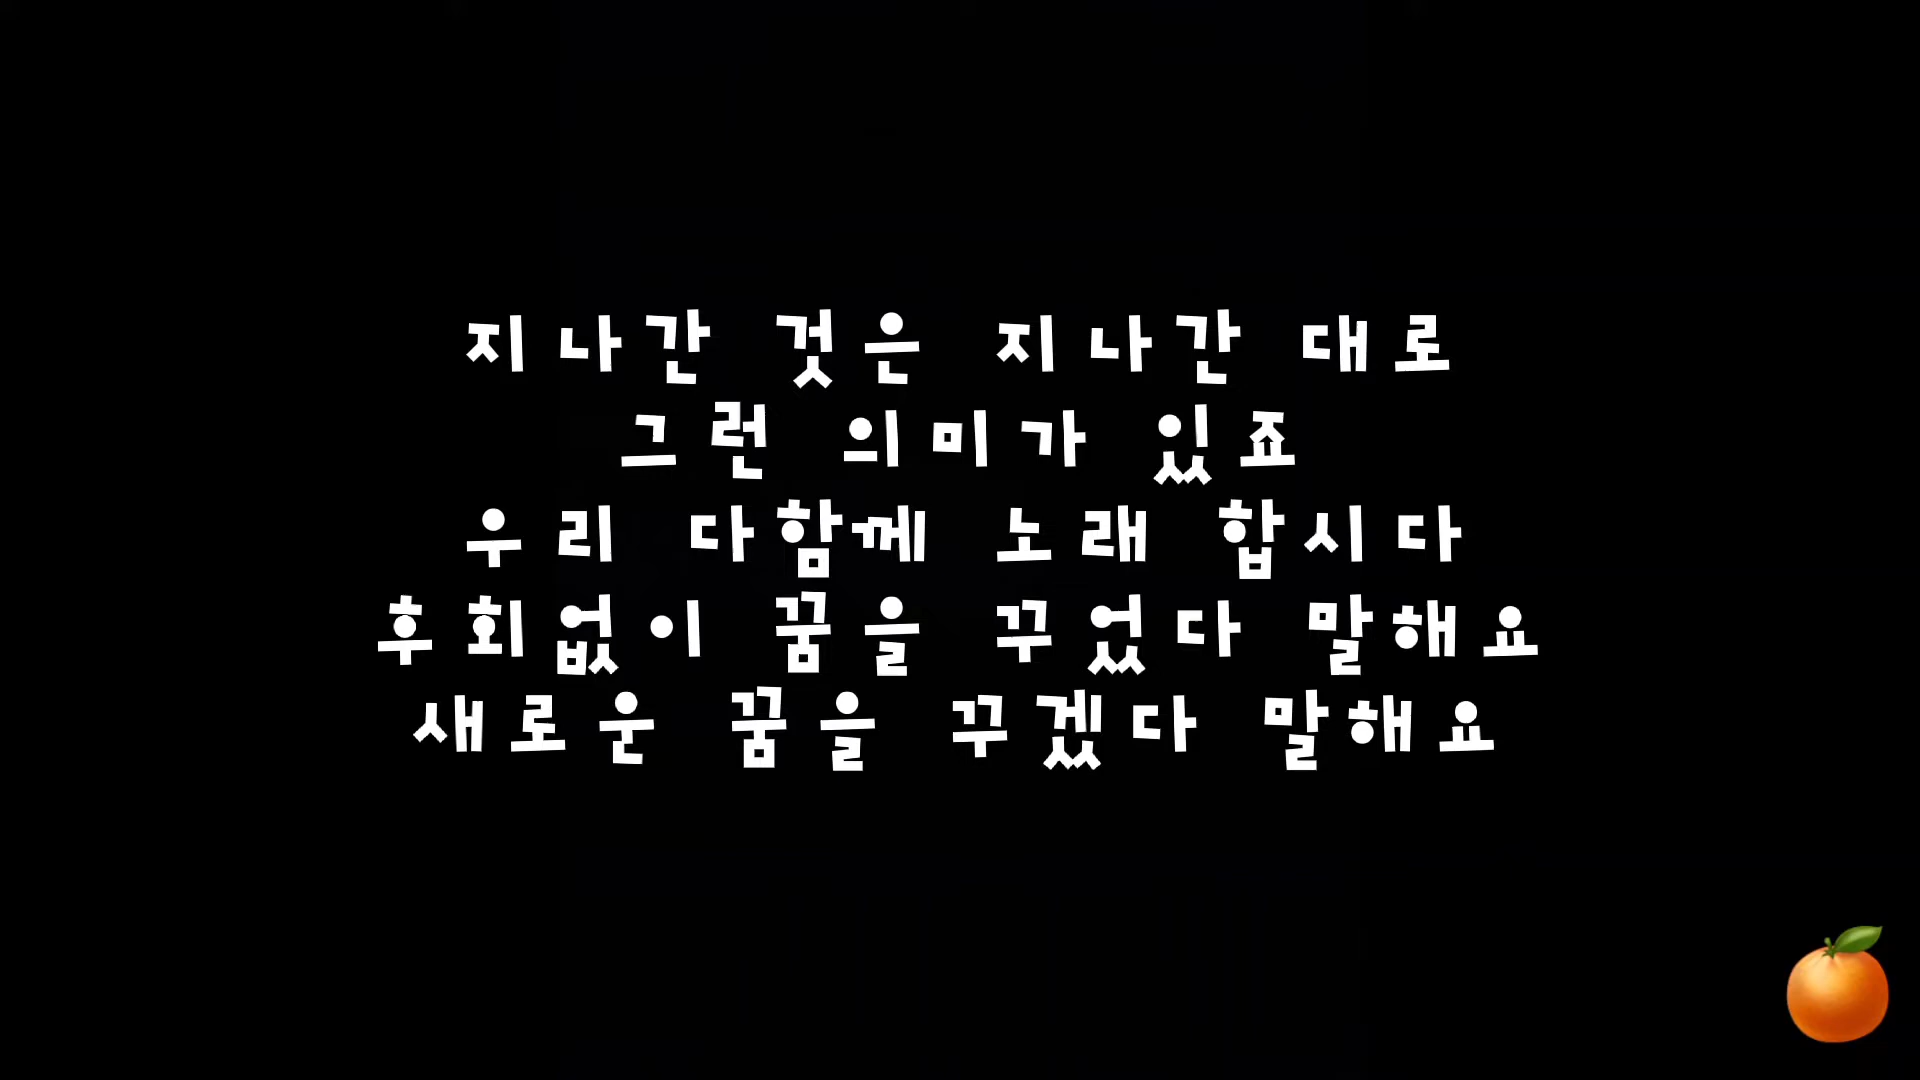 지나간 것은 지나간 대로
그런 의미가 있죠
우리 다함께 노래 합시다
후회없이 꿈을 꾸었다 말해요
새로운 꿈을 꾸겠다 말해요